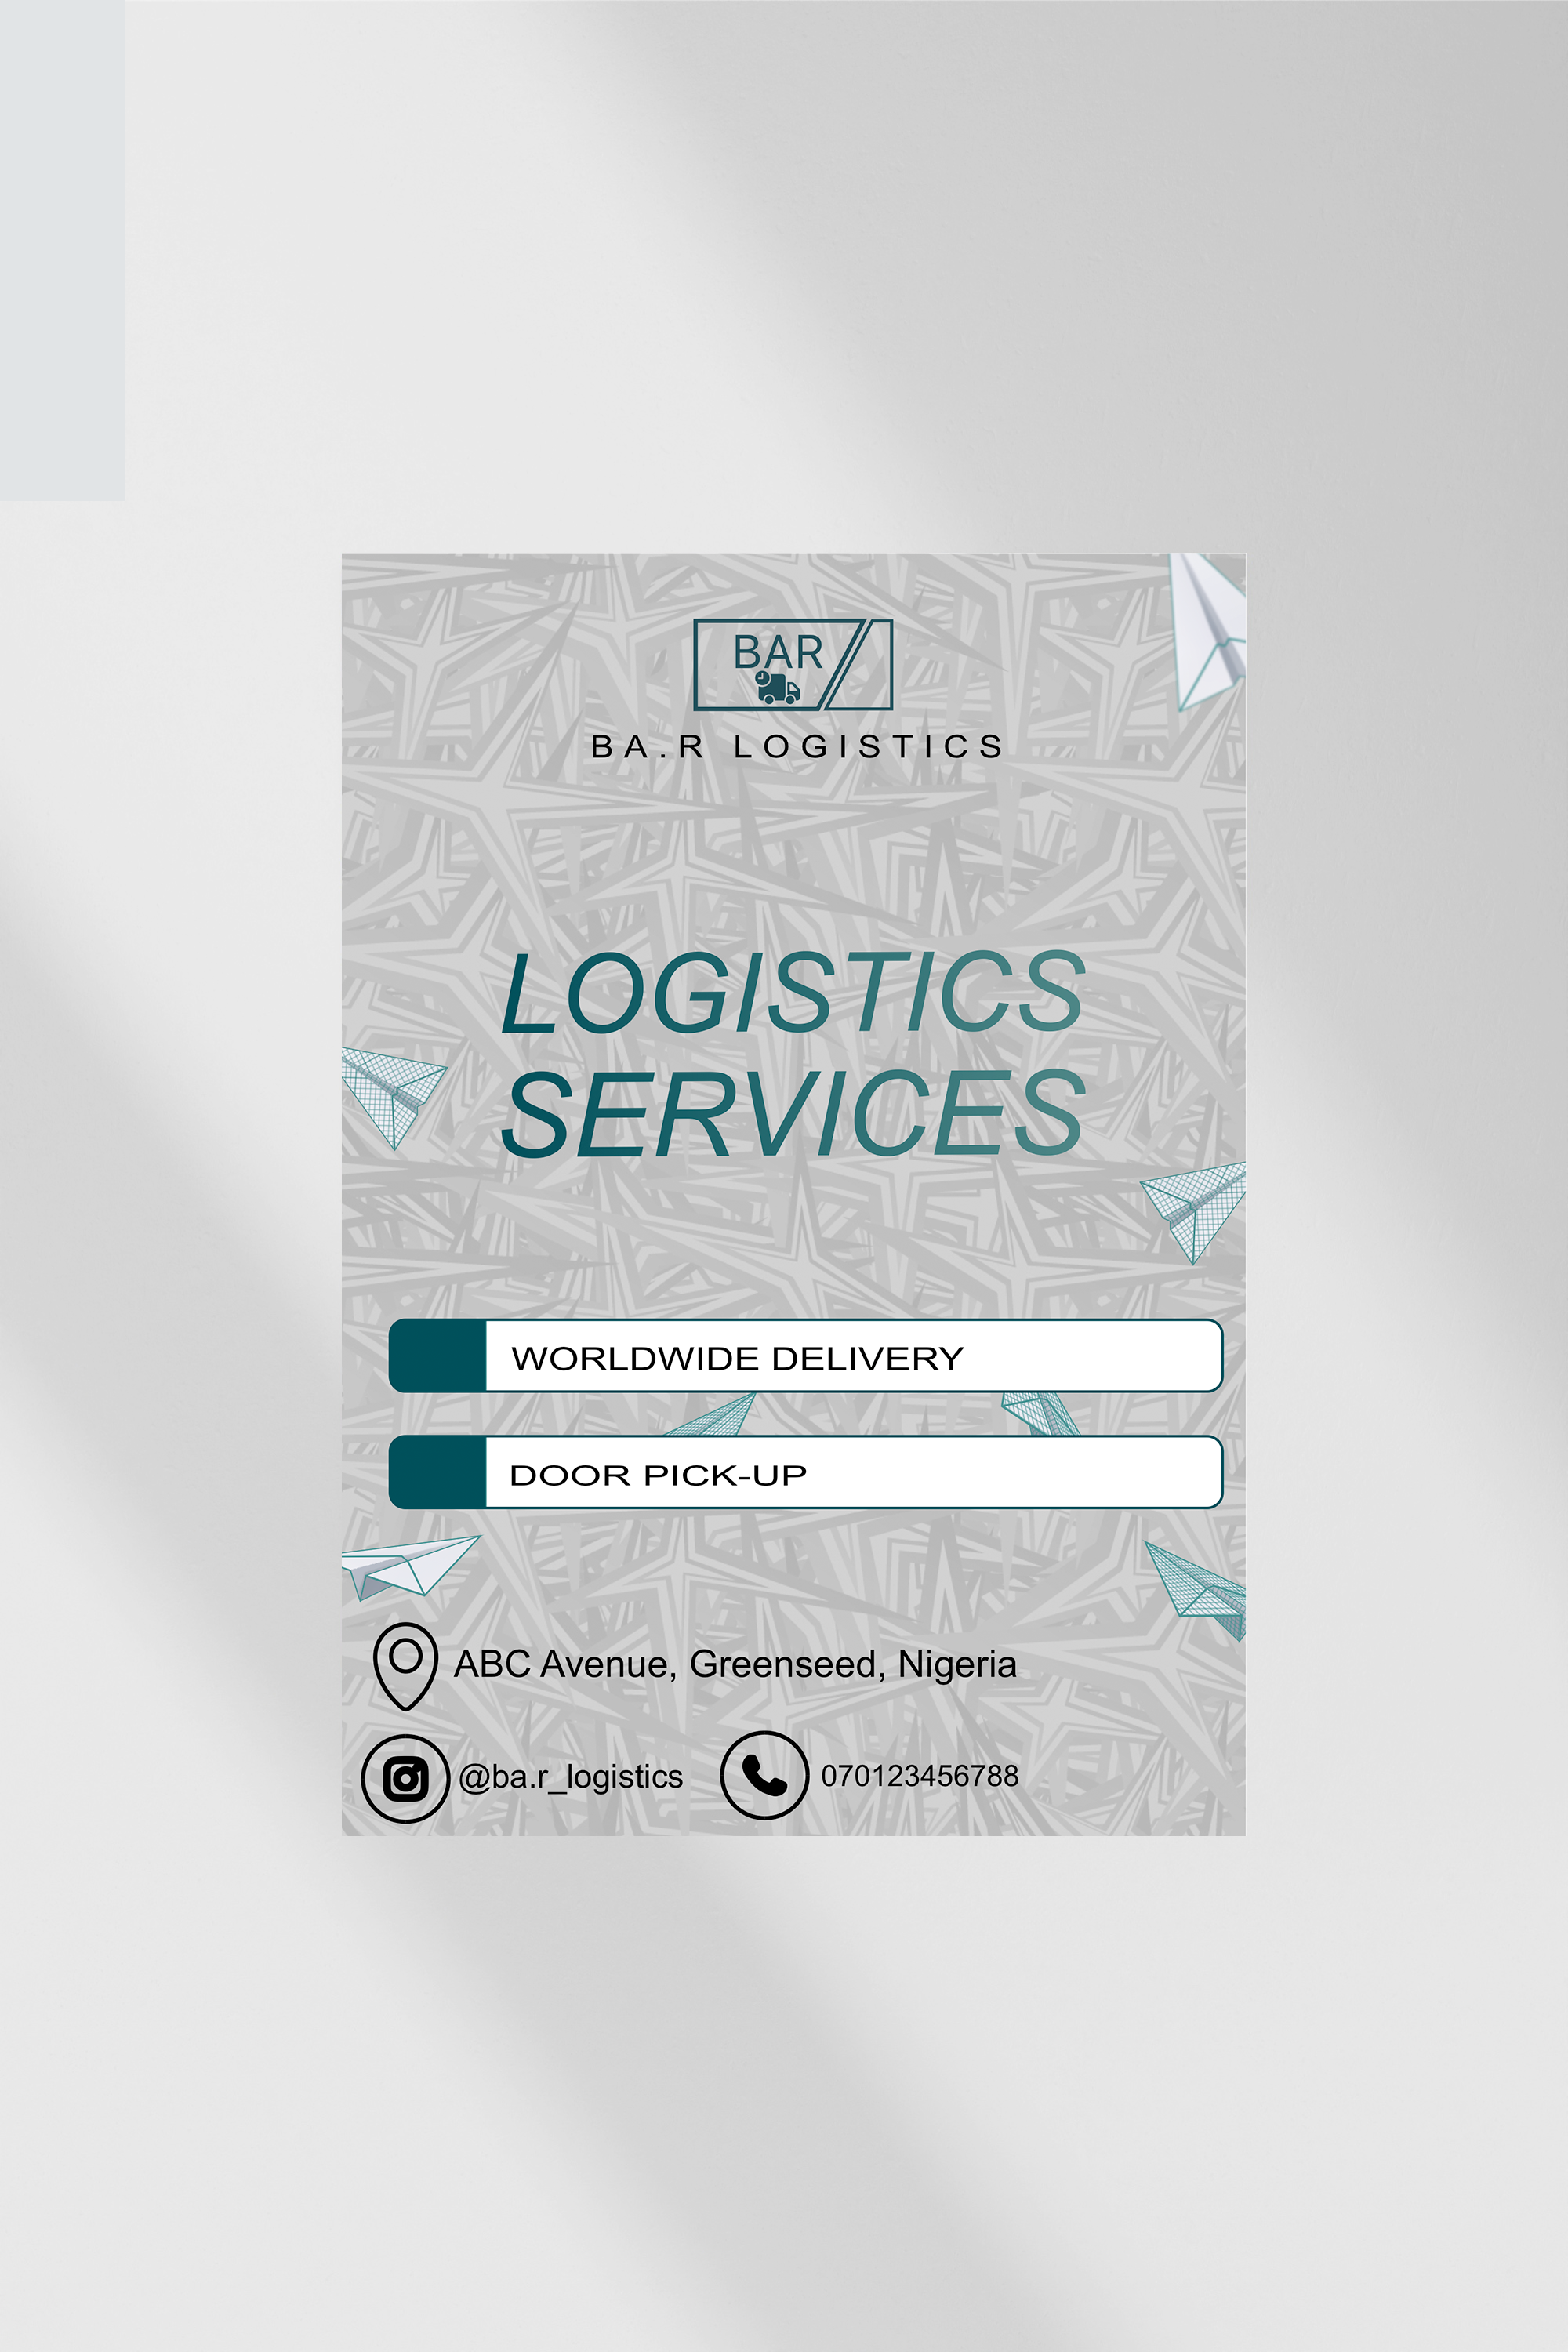 BAR
BA.R LOGISTICS
LOGISTICS
SERVICES
WORLDWIDE DELIVERY
DOOR PICK-UP
ABC Avenue, Greenseed, Nigeria
@ba.r_logistics
070123456788